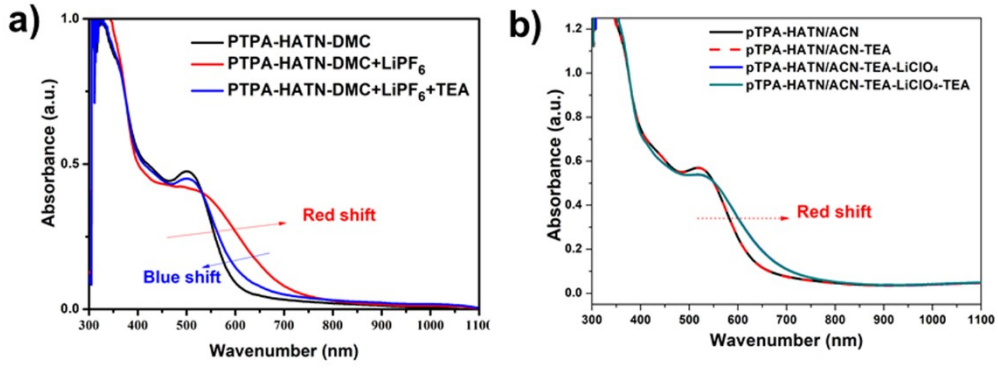 a)
PTPA-HATN-DMC
PTPA-HATN-DMC+LiPF₆
PTPA-HATN-DMC+LiPF₆+TEA
Red shift
Blue shift
Absorbance (a.u.)
1.0
0.5
0.0
300 400 500 600 700 800 900 1000 1100
Wavenumber (nm)
b)
pTPA-HATN/ACN
pTPA-HATN/ACN-TEA
pTPA-HATN/ACN-TEA-LiClO₄
pTPA-HATN/ACN-TEA-LiClO₄-TEA
Red shift
Absorbance (a.u.)
1.2
1.0
0.8
0.6
0.4
0.2
0.0
300 400 500 600 700 800 900 1000 1100
Wavenumber (nm)